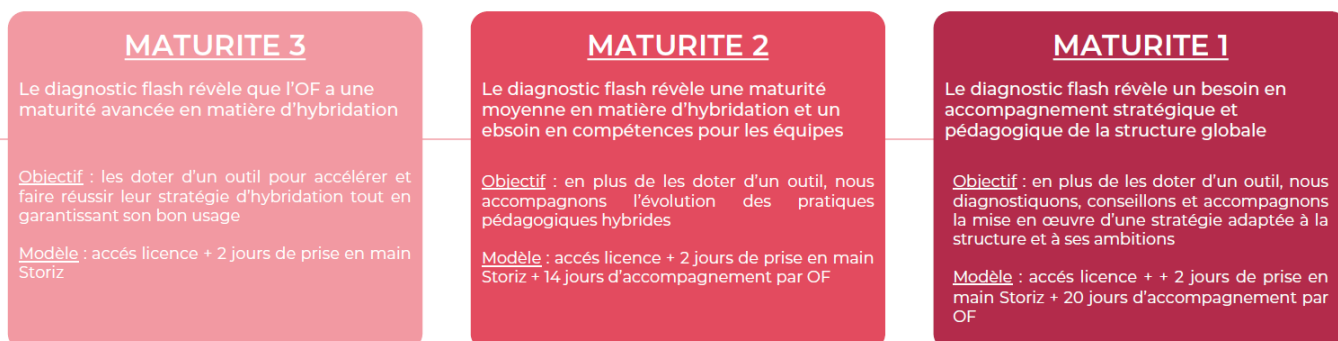 MATURITE 3
Le diagnostic flash révèle que l'OF a une
maturité avancée en matière d'hybridation
Objectif : les doter d'un outil pour accélérer et
faire réussir leur stratégie d'hybridation tout en
garantissant son bon usage
Modèle : accés licence + 2 jours de prise en main
Storiz
MATURITE 2
Le diagnostic flash révèle une maturité
moyenne en matière d'hybridation et un
ebsoin en compétences pour les équipes
Objectif : en plus de les doter d'un outil, nous
accompagnons l'évolution des pratiques
pédagogiques hybrides
Modèle : accés licence + 2 jours de prise en main
Storiz + 14 jours d'accompagnement par OF
MATURITE 1
Le diagnostic flash révèle un besoin en
accompagnement stratégique et
pédagogique de la structure globale
Objectif : en plus de les doter d'un outil, nous
diagnostiquons, conseillons et accompagnons
la mise en œuvre d'une stratégie adaptée à la
structure et à ses ambitions
Modèle : accés licence + + 2 jours de prise en
main Storiz + 20 jours d'accompagnement par
OF